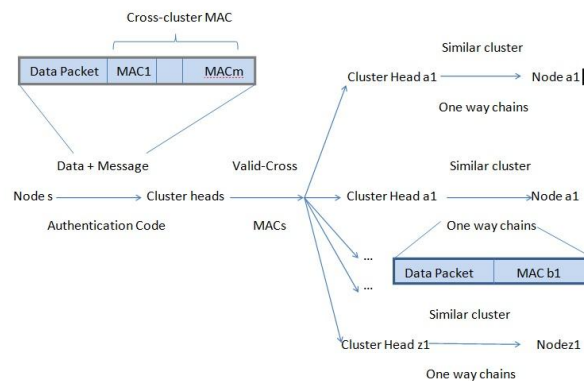 Cross-cluster MAC
Data Packet MAC1 MACm
Similar cluster
Cluster Head a1 Node a1
One way chains
Data + Message Valid-Cross Similar cluster
Node s Cluster heads Cluster Head a1 Node a1
Authentication Code MACs One way chains
...
Data Packet MAC b1
...
Similar cluster
Cluster Head z1 Nodez1
One way chains